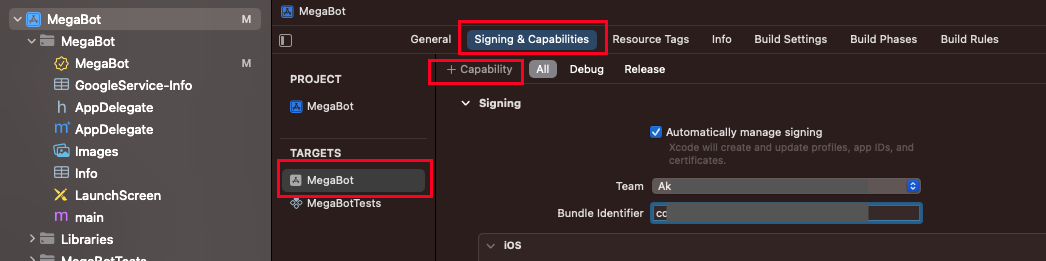 MegaBot M
MegaBot
MegaBot M
GoogleService-Info
AppDelegate
AppDelegate
Images
Info
LaunchScreen
main
Libraries
MegaBotTests
MegaBot
General Signing & Capabilities Resource Tags Info Build Settings Build Phases Build Rules
PROJECT
MegaBot
TARGETS
MegaBot
MegaBotTests
+ Capability All Debug Release
Signing
Automatically manage signing
Xcode will create and update profiles, app IDs, and
certificates.
Team Ak
Bundle Identifier co
iOS